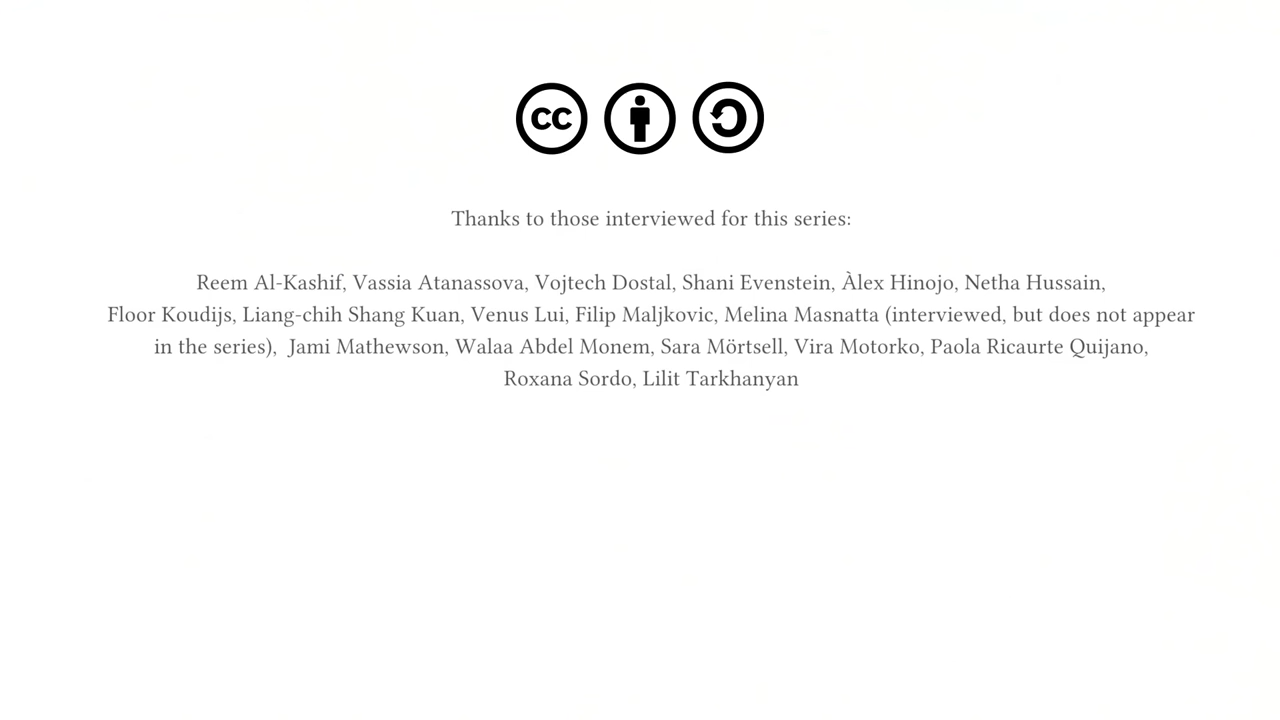 cc
Thanks to those interviewed for this series:
Reem Al-Kashif, Vassia Atanassova, Vojtech Dostal, Shani Evenstein, Àlex Hinojo, Netha Hussain,
Floor Koudijs, Liang-chih Shang Kuan, Venus Lui, Filip Maljkovic, Melina Masnatta (interviewed, but does not appear
in the series), Jami Mathewson, Walaa Abdel Monem, Sara Mörtsell, Vira Motorko, Paola Ricaurte Quijano,
Roxana Sordo, Lilit Tarkhanyan